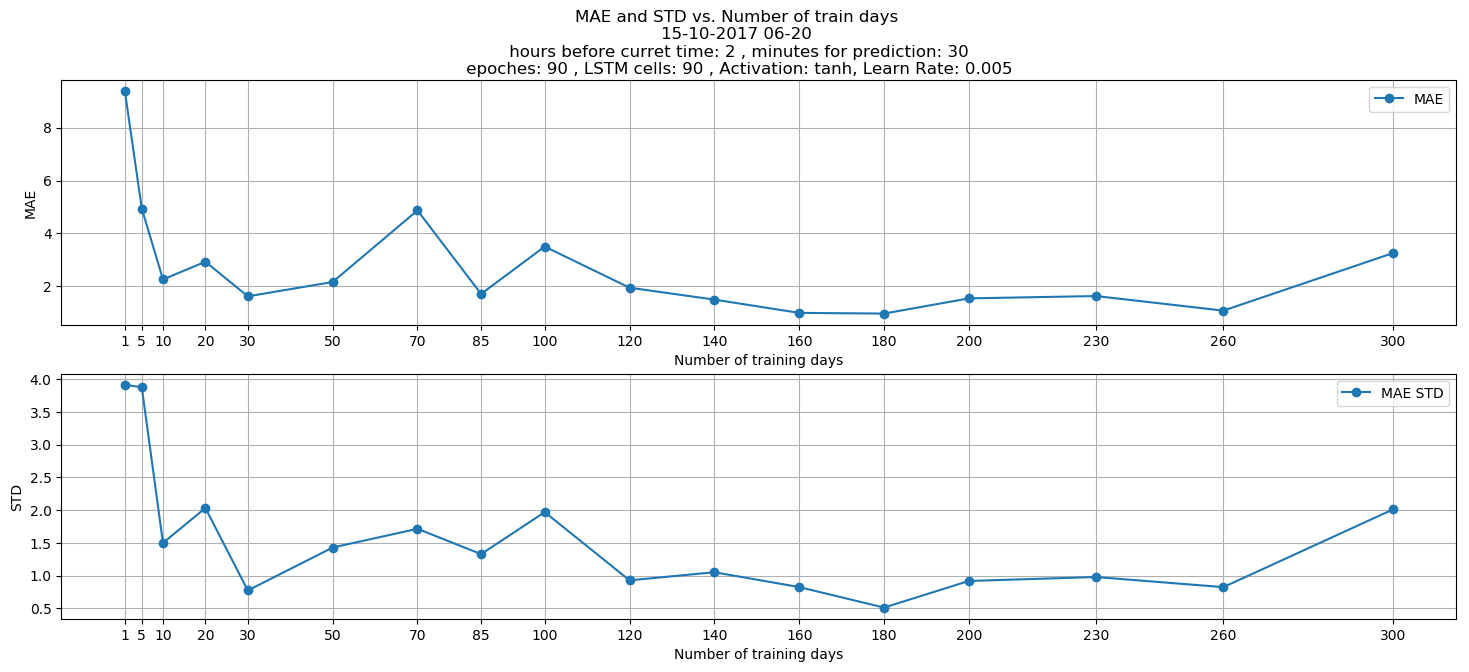 MAE and STD vs. Number of train days
15-10-2017 06-20
hours before curret time: 2 , minutes for prediction: 30
epoches: 90 , LSTM cells: 90 , Activation: tanh, Learn Rate: 0.005
MAE
8
6
4
2
MAE
1 5 10 20 30 50 70 85 100 120 140 160 180 200 230 260 300
Number of training days
MAE STD
4.0
3.5
3.0
2.5
2.0
1.5
1.0
0.5
STD
1 5 10 20 30 50 70 85 100 120 140 160 180 200 230 260 300
Number of training days